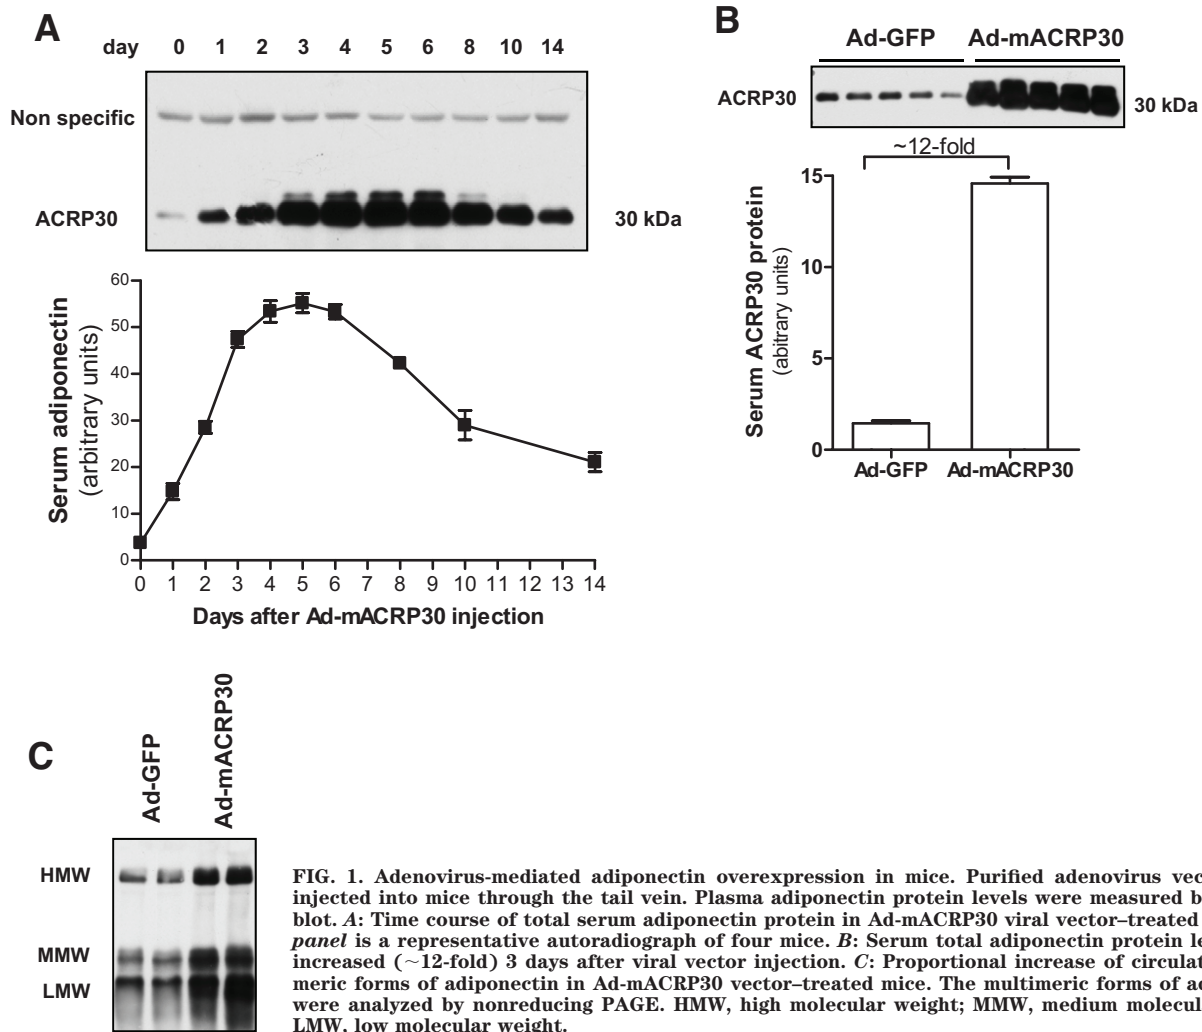 A
day 0 1 2 3 4 5 6 8 10 14
Non specific
ACRP30
30 kDa
Serum adiponectin
(arbitrary units)
60
50
40
30
20
10
0
0 1 2 3 4 5 6 7 8 9 10 11 12 13 14
Days after Ad-mACRP30 injection
B
Ad-GFP Ad-mACRP30
ACRP30
30 kDa
~12-fold
Serum ACRP30 protein
(abitrary units)
15
10
5
0
Ad-GFP Ad-mACRP30
C
Ad-GFP
Ad-mACRP30
HMW
MMW
LMW
FIG. 1. Adenovirus-mediated adiponectin overexpression in mice. Purified adenovirus vec
injected into mice through the tail vein. Plasma adiponectin protein levels were measured b
blot. A: Time course of total serum adiponectin protein in Ad-mACRP30 viral vector–treated
panel is a representative autoradiograph of four mice. B: Serum total adiponectin protein le
increased (~12-fold) 3 days after viral vector injection. C: Proportional increase of circulat
meric forms of adiponectin in Ad-mACRP30 vector–treated mice. The multimeric forms of ad
were analyzed by nonreducing PAGE. HMW, high molecular weight; MMW, medium molecul
LMW, low molecular weight.